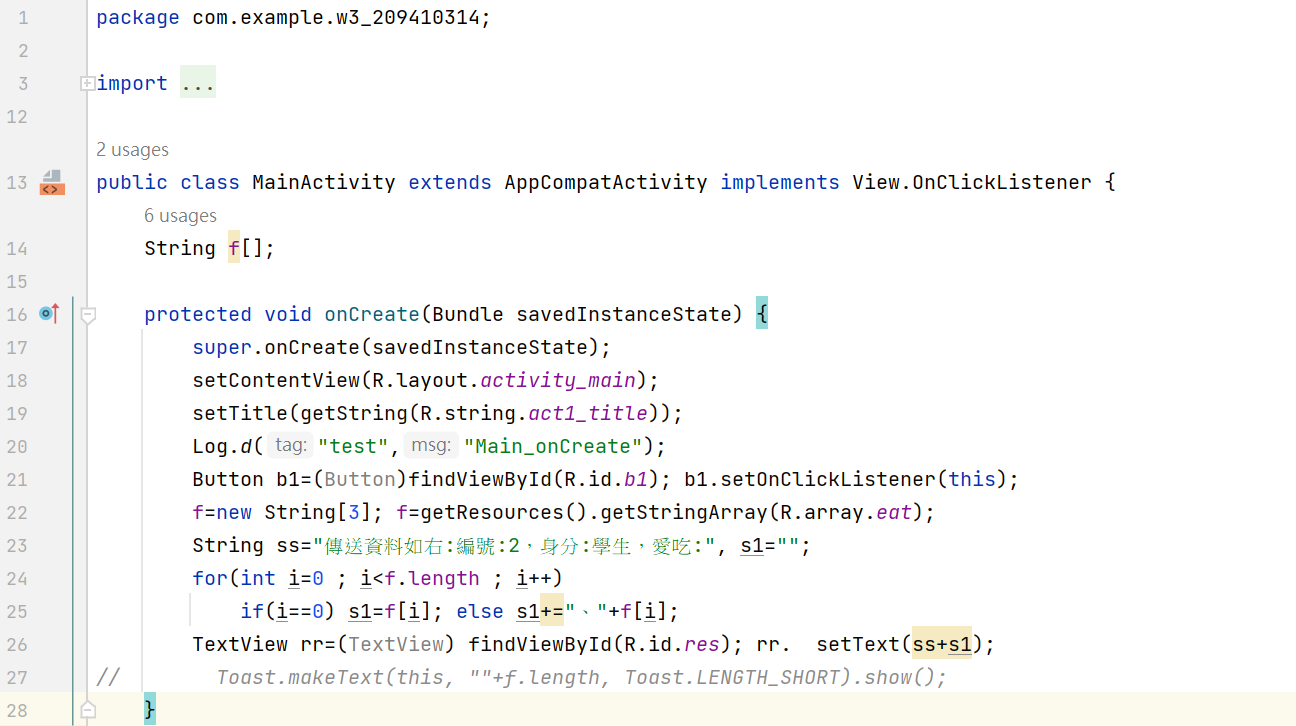 1 package com.example.w3_209410314;
2
3 import ...
12
2 usages
13 public class MainActivity extends AppCompatActivity implements View.OnClickListener {
6 usages
14 String f[];
15
16 protected void onCreate(Bundle savedInstanceState) {
17 super.onCreate(savedInstanceState);
18 setContentView(R.layout.activity_main);
19 setTitle(getString(R.string.act1_title));
20 Log.d( tag: "test", msg: "Main_onCreate");
21 Button b1=(Button)findViewById(R.id.b1); b1.setOnClickListener(this);
22 f=new String[3]; f=getResources().getStringArray(R.array.eat);
23 String ss="傳送資料如右:編號:2，身分:學生，愛吃:", s1="";
24 for(int i=0 ; i<f.length ; i++)
25 if(i==0) s1=f[i]; else s1+="、"+f[i];
26 TextView rr=(TextView) findViewById(R.id.res); rr.  setText(ss+s1);
27 //        Toast.makeText(this, ""+f.length, Toast.LENGTH_SHORT).show();
28 }